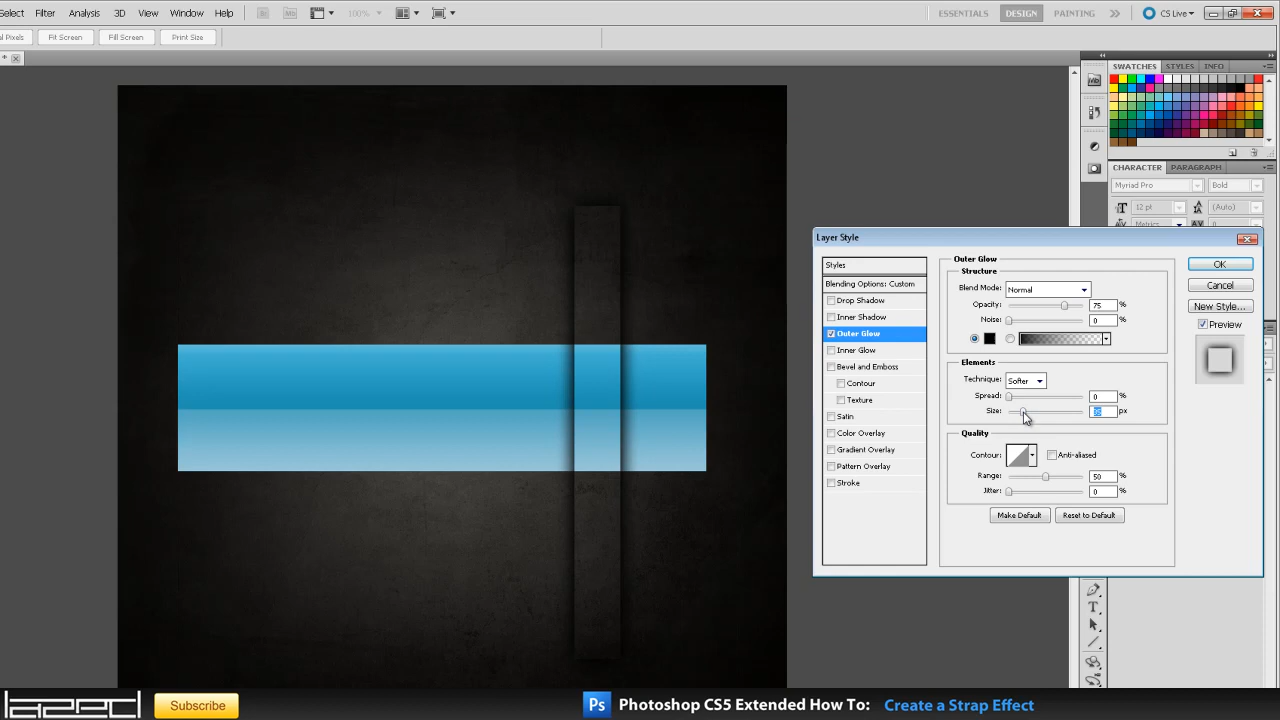 Select Filter Analysis 3D View Window Help 100% ESSENTIALS DESIGN PAINTING CS Live
Pixels Fit Screen Fill Screen Print Size
*
SWATCHES STYLES INFO
CHARACTER PARAGRAPH
Myriad Pro Bold
12 pt (Auto)
Metrics 0
Layer Style
Styles
Blending Options: Custom
Drop Shadow
Inner Shadow
Outer Glow
Inner Glow
Bevel and Emboss
Contour
Texture
Satin
Color Overlay
Gradient Overlay
Pattern Overlay
Stroke
Outer Glow
Structure
Blend Mode: Normal
Opacity: 75 %
Noise: 0 %
Elements
Technique: Softer
Spread: 0 %
Size: px
Quality
Contour: Anti-aliased
Range: 50 %
Jitter: 0 %
Make Default Reset to Default
OK
Cancel
New Style...
Preview
Subscribe
Ps Photoshop CS5 Extended How To: Create a Strap Effect